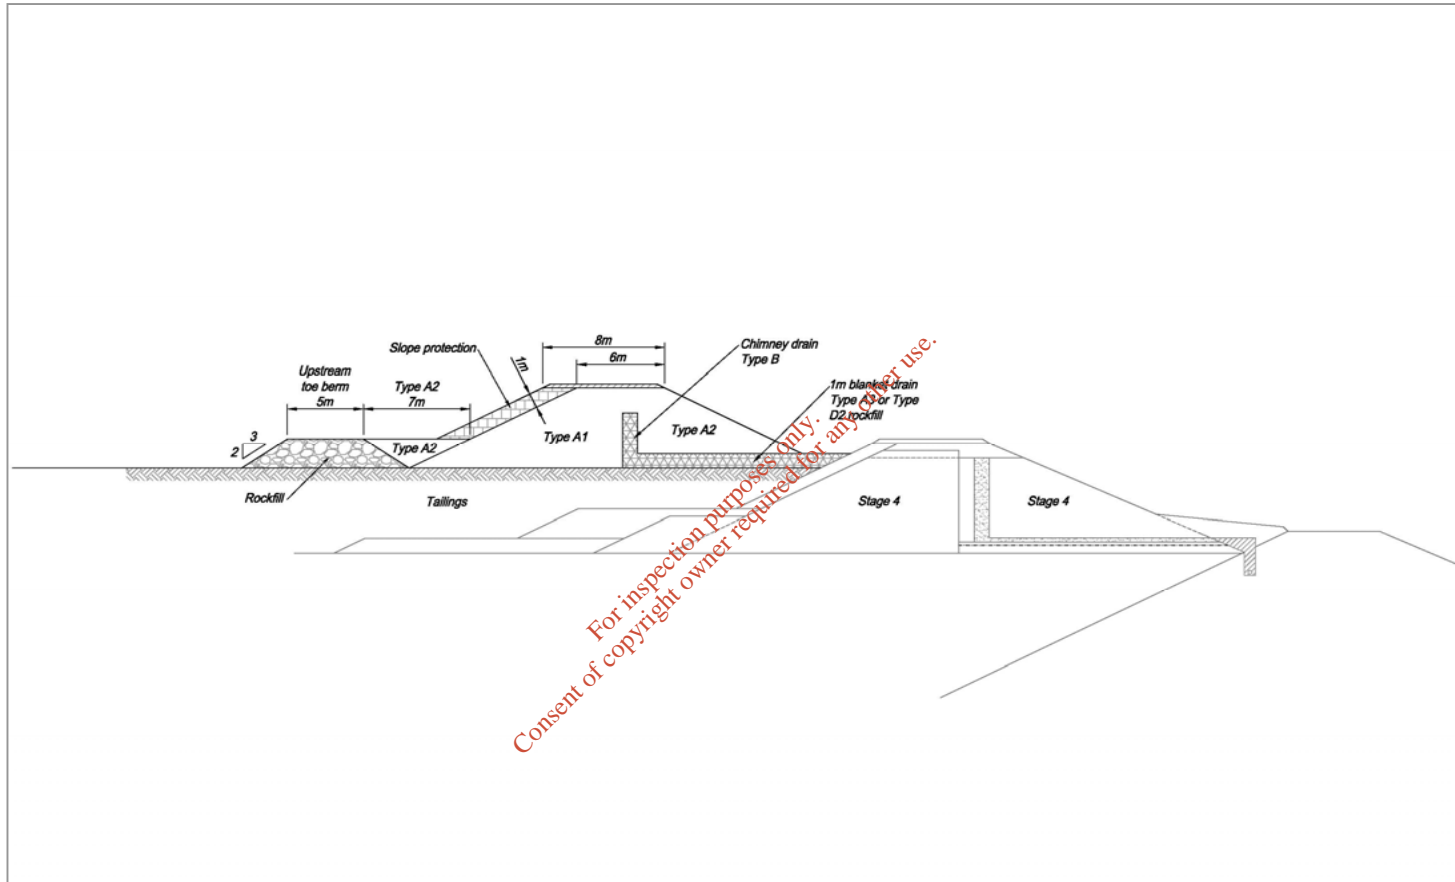 8m
6m
Slope protection
1m
Chimney drain
Type B
Upstream
toe berm
5m
Type A2
7m
1m blanket drain
Type A3 or Type
D2 rockfill
3
2
Type A2
Type A1
Type A2
Rockfill
Tailings
Stage 4
Stage 4
For inspection purposes only.
Consent of copyright owner required for any other use.